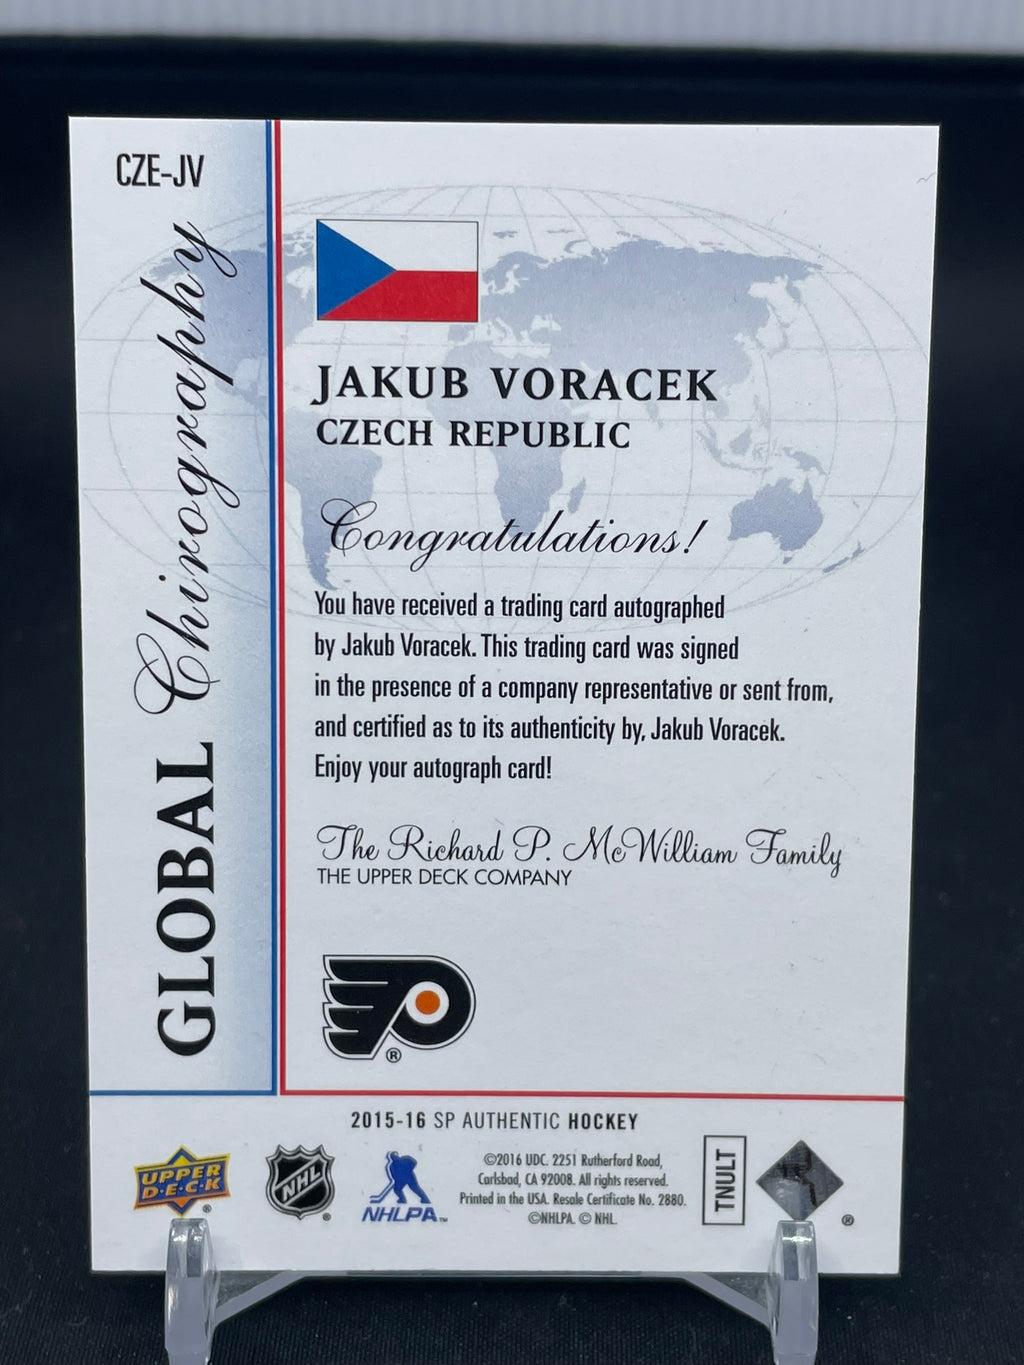 CZE-JV
GLOBAL Chirography
JAKUB VORACEK
CZECH REPUBLIC
Congratulations!
You have received a trading card autographed
by Jakub Voracek. This trading card was signed
in the presence of a company representative or sent from,
and certified as to its authenticity by, Jakub Voracek.
Enjoy your autograph card!
The Richard P. McWilliam Family
THE UPPER DECK COMPANY
®
2015-16 SP AUTHENTIC HOCKEY
UPPER
D·E·C·K
®
NHL
®
NHLPA™
©2016 UDC. 2251 Rutherford Road,
Carlsbad, CA 92008. All rights reserved.
Printed in the USA. Resale Certificate No. 2880.
©NHLPA. © NHL.
TNULT
®